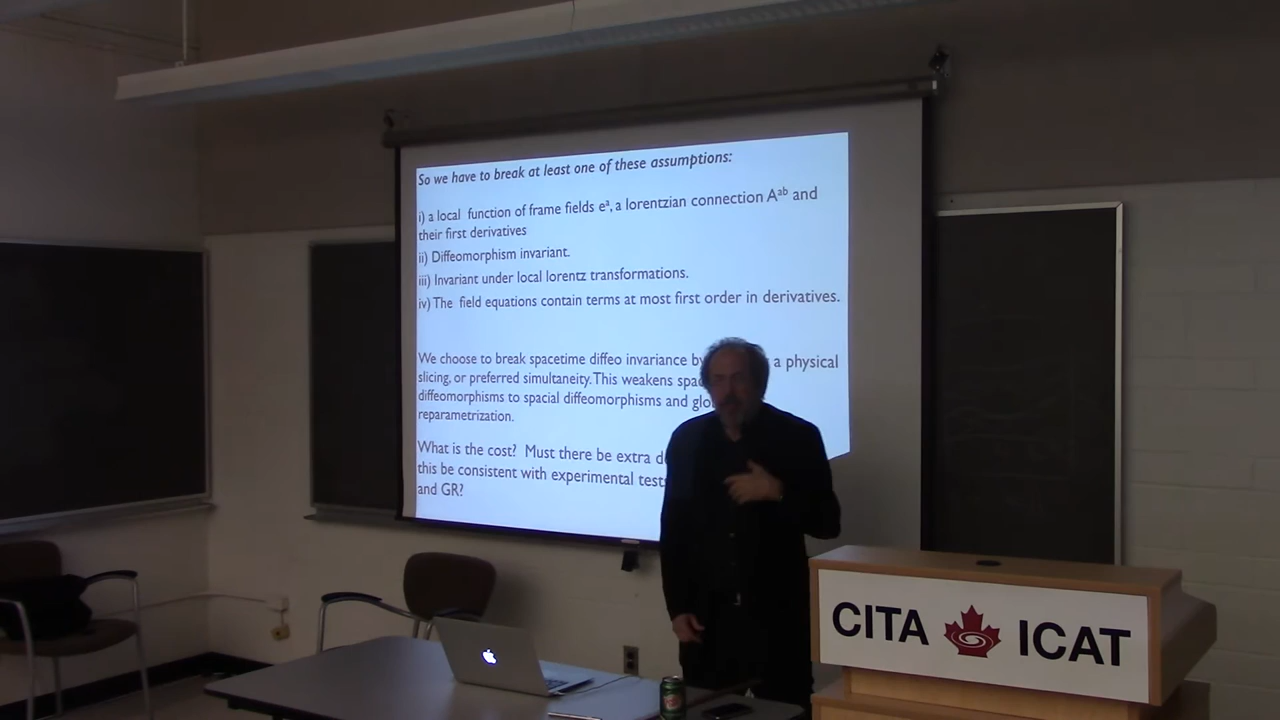 So we have to break at least one of these assumptions:
i) a local function of frame fields eᵃ, a lorentzian connection Aᵃᵇ and
their first derivatives
ii) Diffeomorphism invariant.
iii) Invariant under local lorentz transformations.
iv) The field equations contain terms at most first order in derivatives.
We choose to break spacetime diffeo invariance by a physical
slicing, or preferred simultaneity. This weakens
diffeomorphisms to spacial diffeomorphisms and
reparametrization.
What is the cost? Must there be extra
this be consistent with experimental
and GR?
CITA ICAT